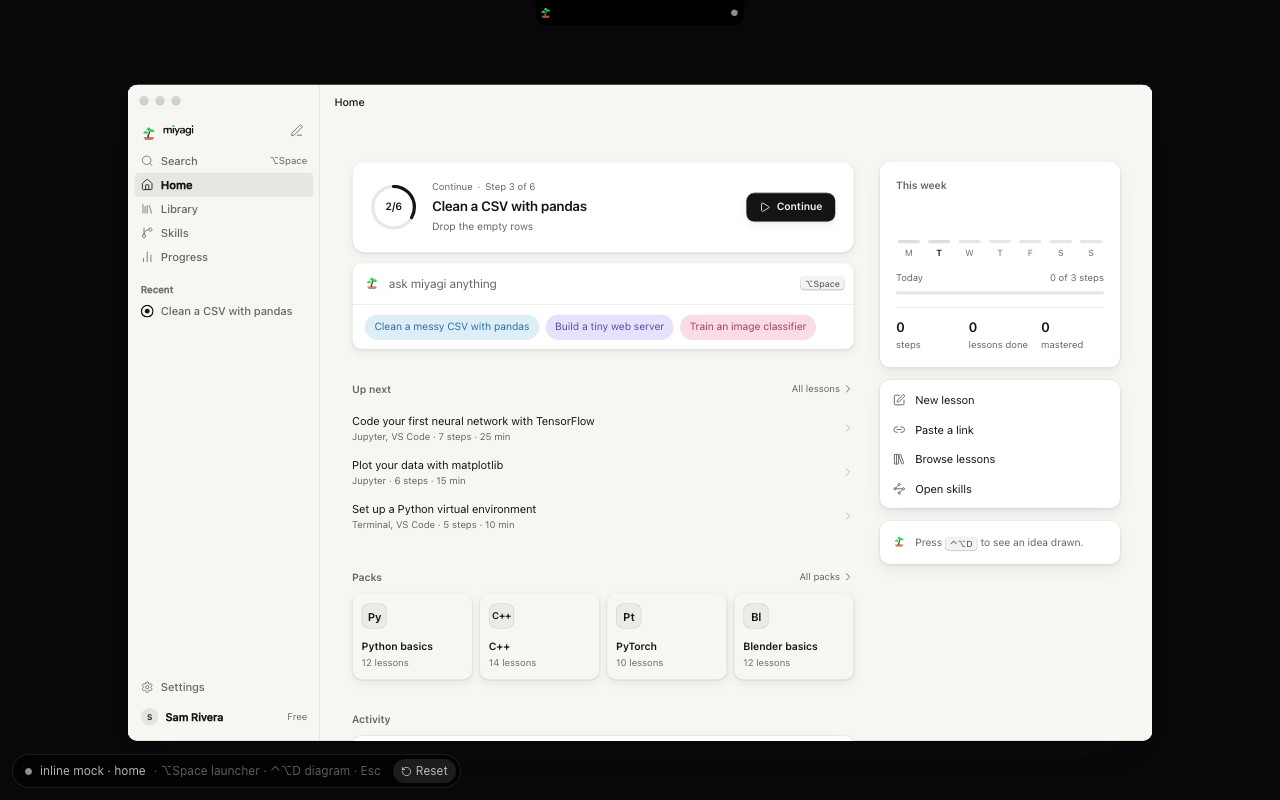 Home
miyagi
Search ⌥Space
Home
Library
Skills
Progress
Recent
Clean a CSV with pandas
Settings
S Sam Rivera Free
2/6
Continue · Step 3 of 6
Clean a CSV with pandas
Drop the empty rows
Continue
ask miyagi anything ⌥Space
Clean a messy CSV with pandas Build a tiny web server Train an image classifier
Up next All lessons
Code your first neural network with TensorFlow
Jupyter, VS Code · 7 steps · 25 min
Plot your data with matplotlib
Jupyter · 6 steps · 15 min
Set up a Python virtual environment
Terminal, VS Code · 5 steps · 10 min
Packs All packs
Py
Python basics
12 lessons
C++
C++
14 lessons
Pt
PyTorch
10 lessons
Bl
Blender basics
12 lessons
Activity
This week
M T W T F S S
Today 0 of 3 steps
0 0 0
steps lessons done mastered
New lesson
Paste a link
Browse lessons
Open skills
Press ^⌥D to see an idea drawn.
inline mock · home · ⌥Space launcher · ^⌥D diagram · Esc Reset